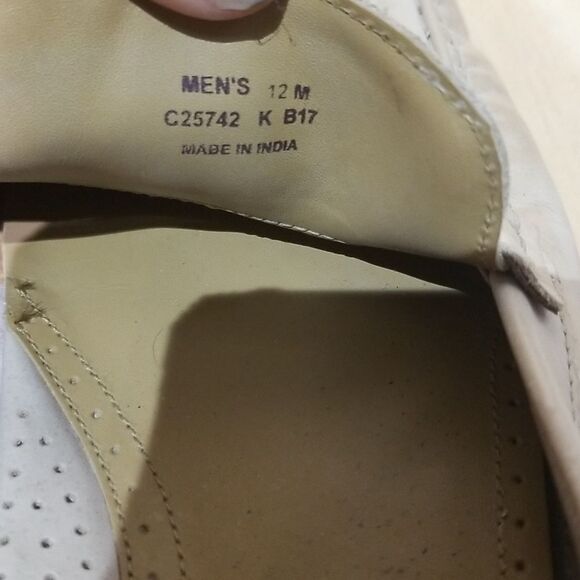 MEN'S 12 M
C25742 K B17
MADE IN INDIA